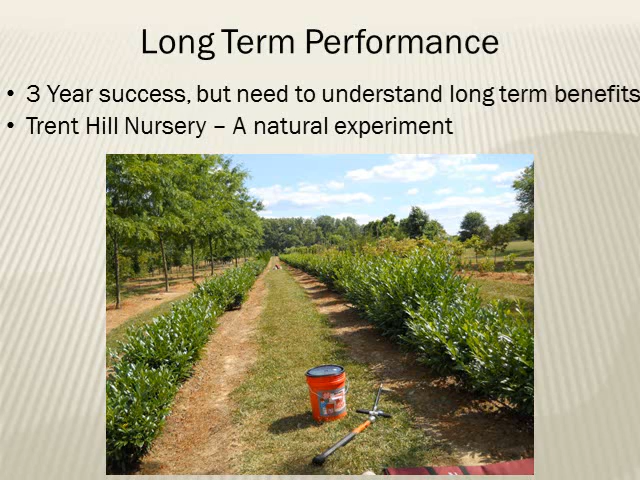 Long Term Performance
• 3 Year success, but need to understand long term benefits
• Trent Hill Nursery – A natural experiment